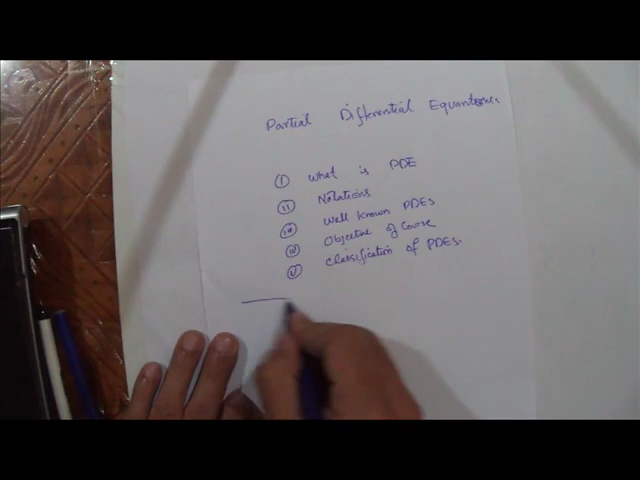 Partial Differential Equations.
(i) What is PDE
(ii) Notations
(iii) Well Known PDEs
(iv) Objective of Course
(v) Classification of PDEs.